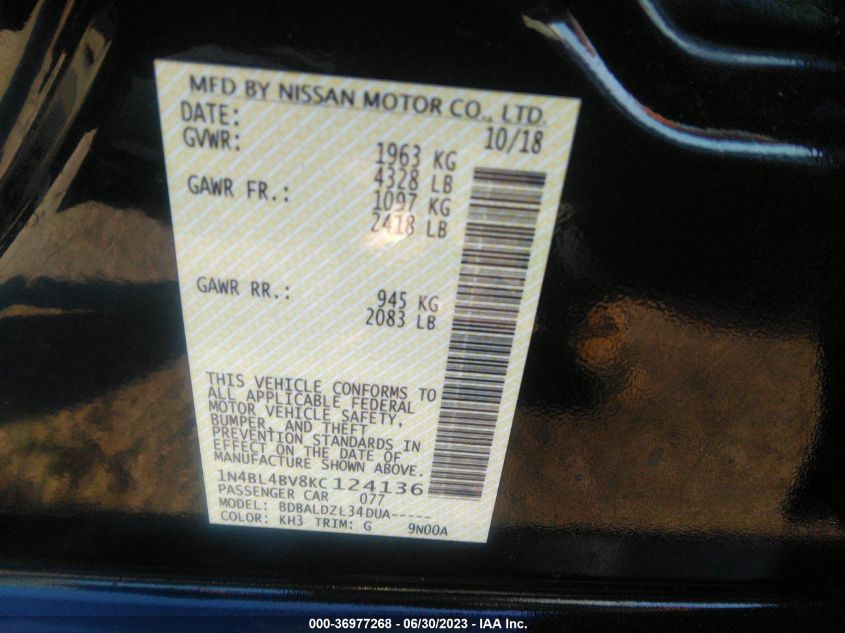 MFD BY NISSAN MOTOR CO., LTD.
DATE: 10/18
GVWR: 1963 KG
4328 LB
GAWR FR.: 1097 KG
2418 LB
GAWR RR.: 945 KG
2083 LB
THIS VEHICLE CONFORMS TO
ALL APPLICABLE FEDERAL
MOTOR VEHICLE SAFETY,
BUMPER, AND THEFT
PREVENTION STANDARDS IN
EFFECT ON THE DATE OF
MANUFACTURE SHOWN ABOVE.
1N4BL4BV8KC124136
PASSENGER CAR 077
MODEL: BDBALDZL34DUA-----
COLOR: KH3 TRIM: G 9N00A
000-36977268 - 06/30/2023 - IAA Inc.